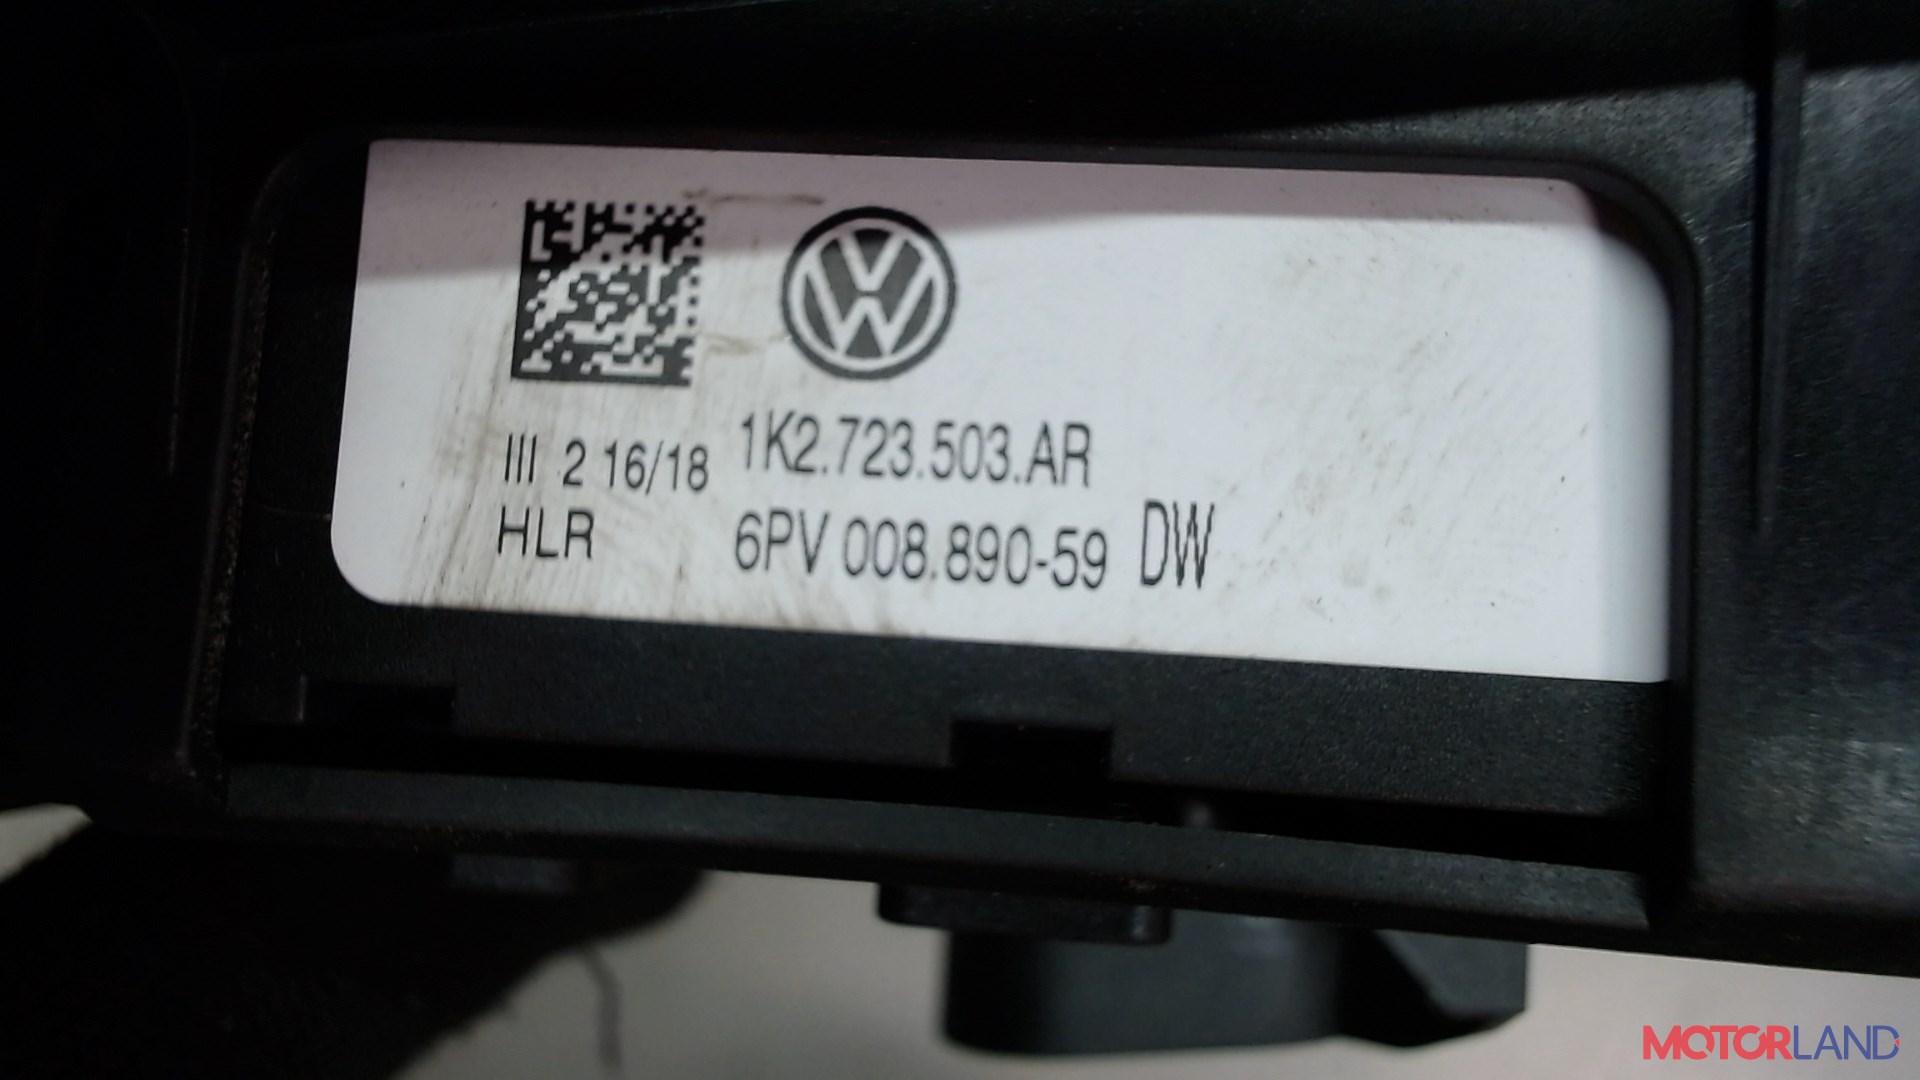 1K2.723.503.AR
III 2 16/18
HLR
6PV 008.890-59 DW
MOTORLAND